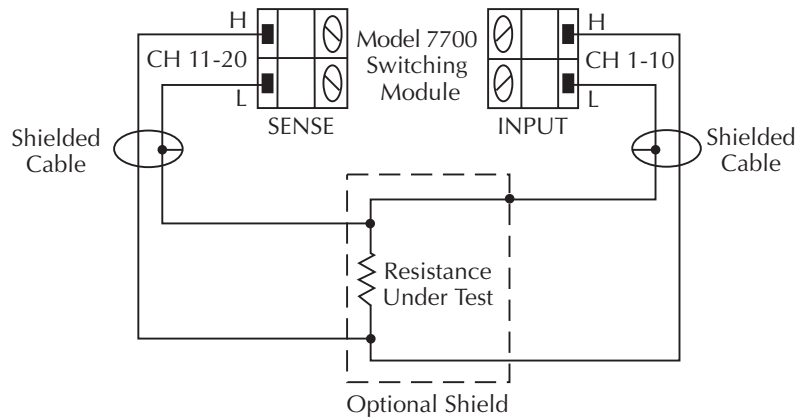 H
CH 11-20
L
SENSE
Model 7700
Switching
Module
H
CH 1-10
L
INPUT
Shielded
Cable
Shielded
Cable
Resistance
Under Test
Optional Shield